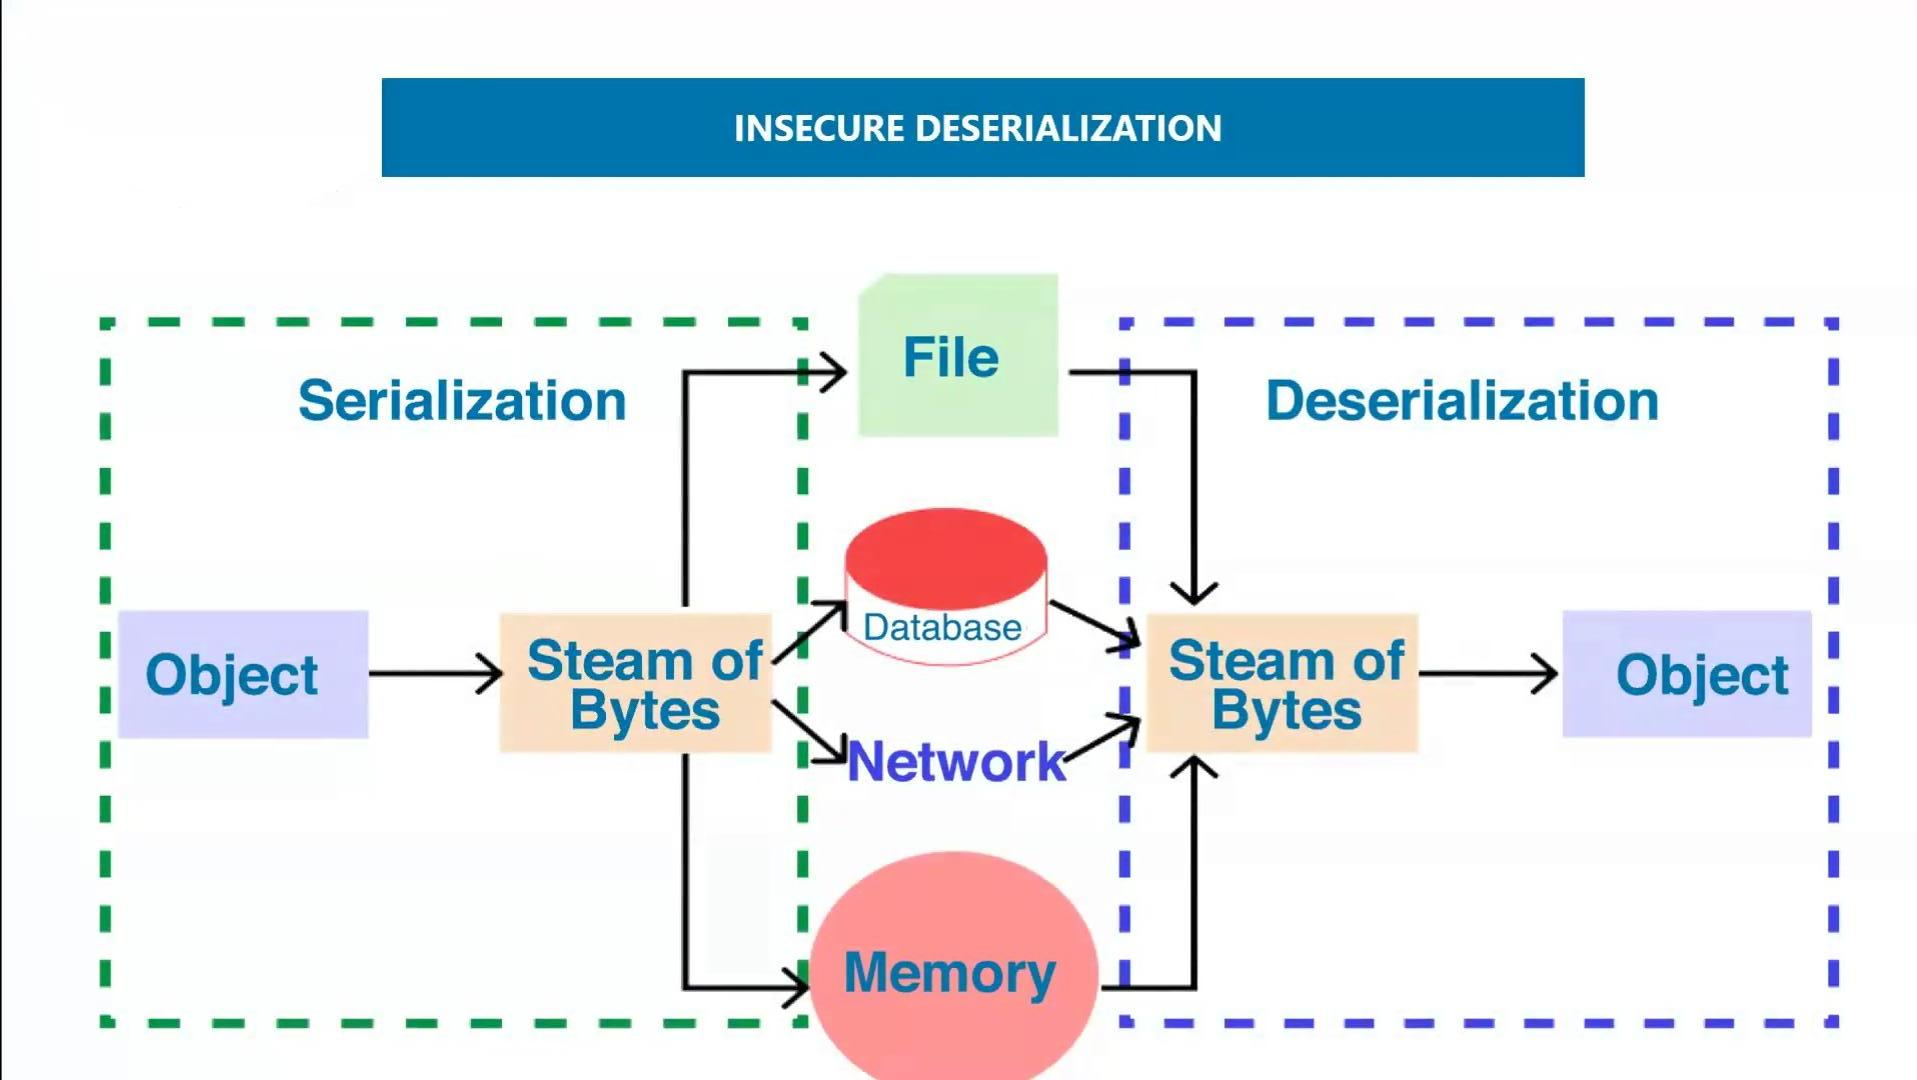 INSECURE DESERIALIZATION
File
Serialization
Deserialization
Database
Object
Steam of
Bytes
Steam of
Bytes
Object
Network
Memory